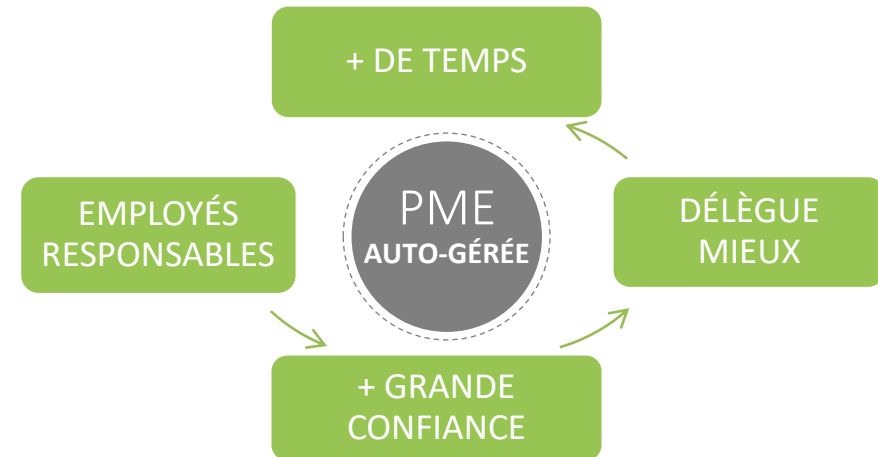 + DE TEMPS
EMPLOYÉS
RESPONSABLES
PME
AUTO-GÉRÉE
DÉLÈGUE
MIEUX
+ GRANDE
CONFIANCE